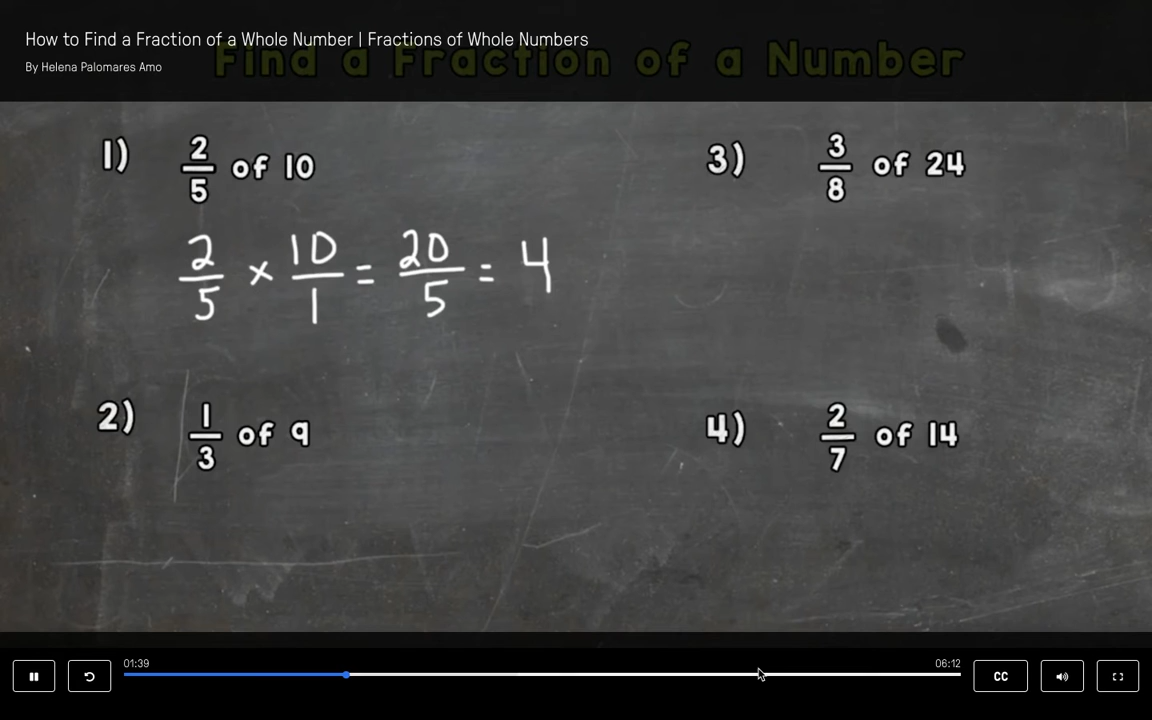 How to Find a Fraction of a Whole Number | Fractions of Whole Numbers
By Helena Palomares Amo
Find a Fraction of a Number
1) 2/5 of 10
2/5 × 10/1 = 20/5 = 4
2) 1/3 of 9
3) 3/8 of 24
4) 2/7 of 14
01:39
06:12
CC